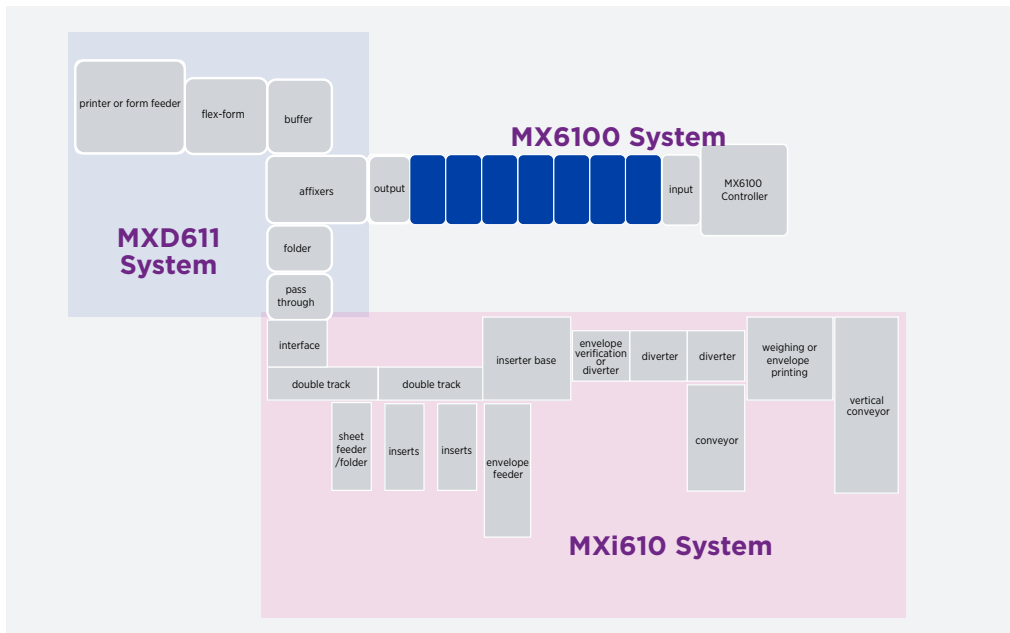 printer or form feeder
flex-form
buffer
MX6100 System
affixers
output
input
MX6100
Controller
MXD611
System
folder
pass
through
interface
double track
double track
inserter base
envelope
verification
or
diverter
diverter
diverter
weighing or
envelope
printing
vertical
conveyor
sheet
feeder
/folder
inserts
inserts
envelope
feeder
conveyor
MXi610 System